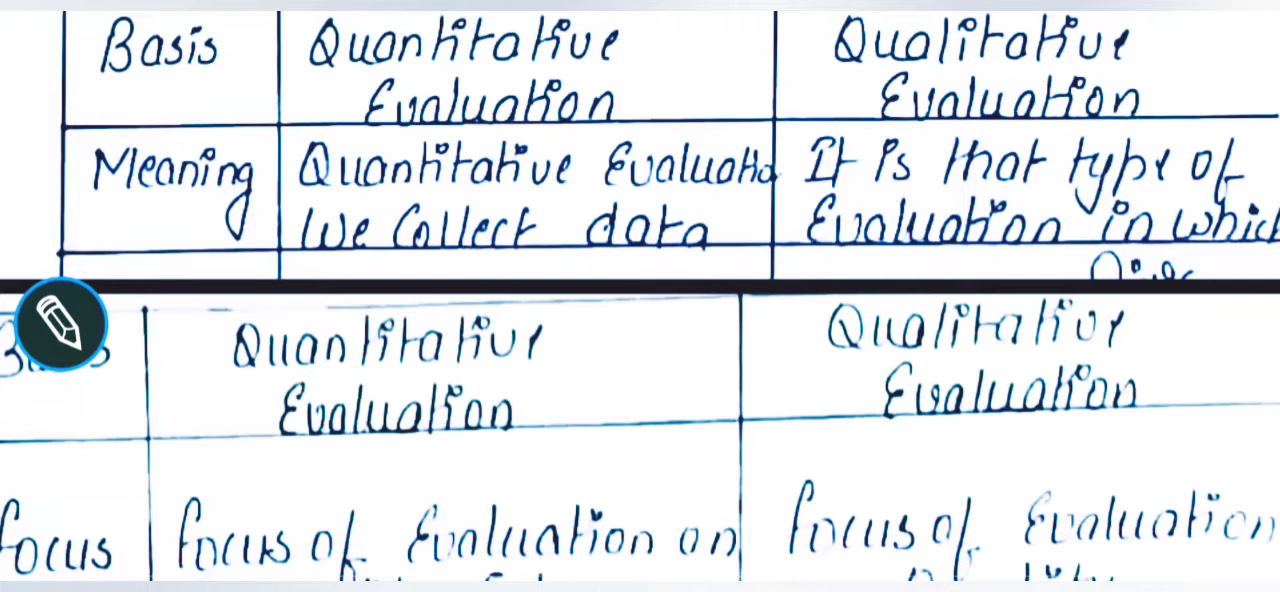 Basis
Quantitative
Evaluation
Qualitative
Evaluation
Meaning
Quantitative Evaluatio
We Collect data
It is that type of
Evaluation in which
Quantitative
Evaluation
Qualitative
Evaluation
focus
focus of Evaluation on
focus of Evaluation